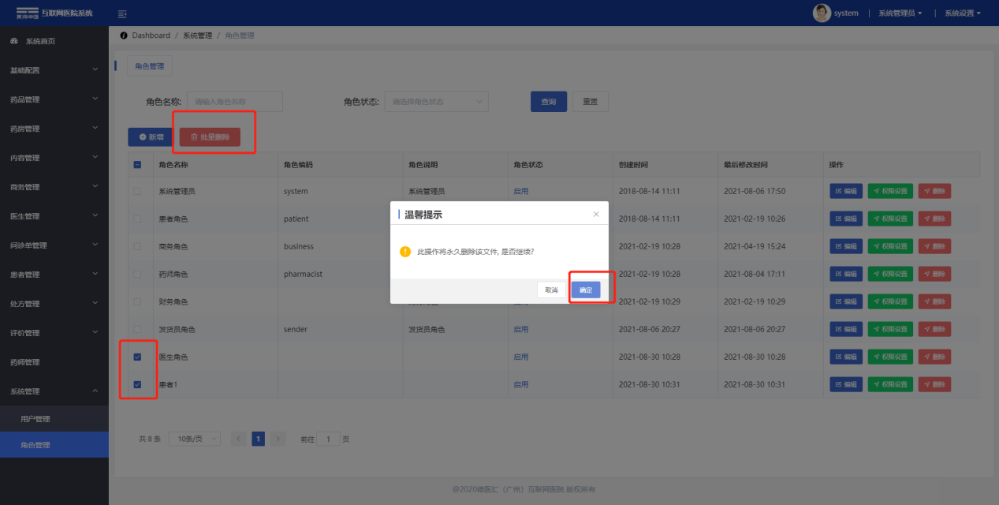 互联网医院系统
system | 系统管理员 | 系统设置
系统首页
基础配置
药品管理
药房管理
内容管理
商务管理
医生管理
问诊单管理
患者管理
处方管理
评价管理
药师管理
系统管理
用户管理
角色管理
Dashboard / 系统管理 / 角色管理
角色管理
角色名称: 请输入角色名称 角色状态: 请选择角色状态 查询 重置
新增 批量删除
角色名称 角色编码 角色说明 角色状态 创建时间 最后修改时间 操作
系统管理员 system 系统管理员 启用 2018-08-14 11:11 2021-08-06 17:50 编辑 权限设置 删除
患者角色 patient 2018-08-14 11:11 2021-02-19 10:26 编辑 权限设置 删除
商务角色 business 2021-02-19 10:28 2021-04-19 15:24 编辑 权限设置 删除
药师角色 pharmacist 2021-02-19 10:28 2021-08-04 17:11 编辑 权限设置 删除
财务角色 2021-02-19 10:29 2021-02-19 10:29 编辑 权限设置 删除
发货员角色 sender 发货员角色 启用 2021-08-06 20:27 2021-08-06 20:27 编辑 权限设置 删除
医生角色 启用 2021-08-30 10:28 2021-08-30 10:28 编辑 权限设置 删除
患者1 启用 2021-08-30 10:31 2021-08-30 10:31 编辑 权限设置 删除
温馨提示
此操作将永久删除该文件, 是否继续?
取消 确定
共 8 条 10条/页 1 前往 1 页
@2020德医汇（广州）互联网医院 版权所有